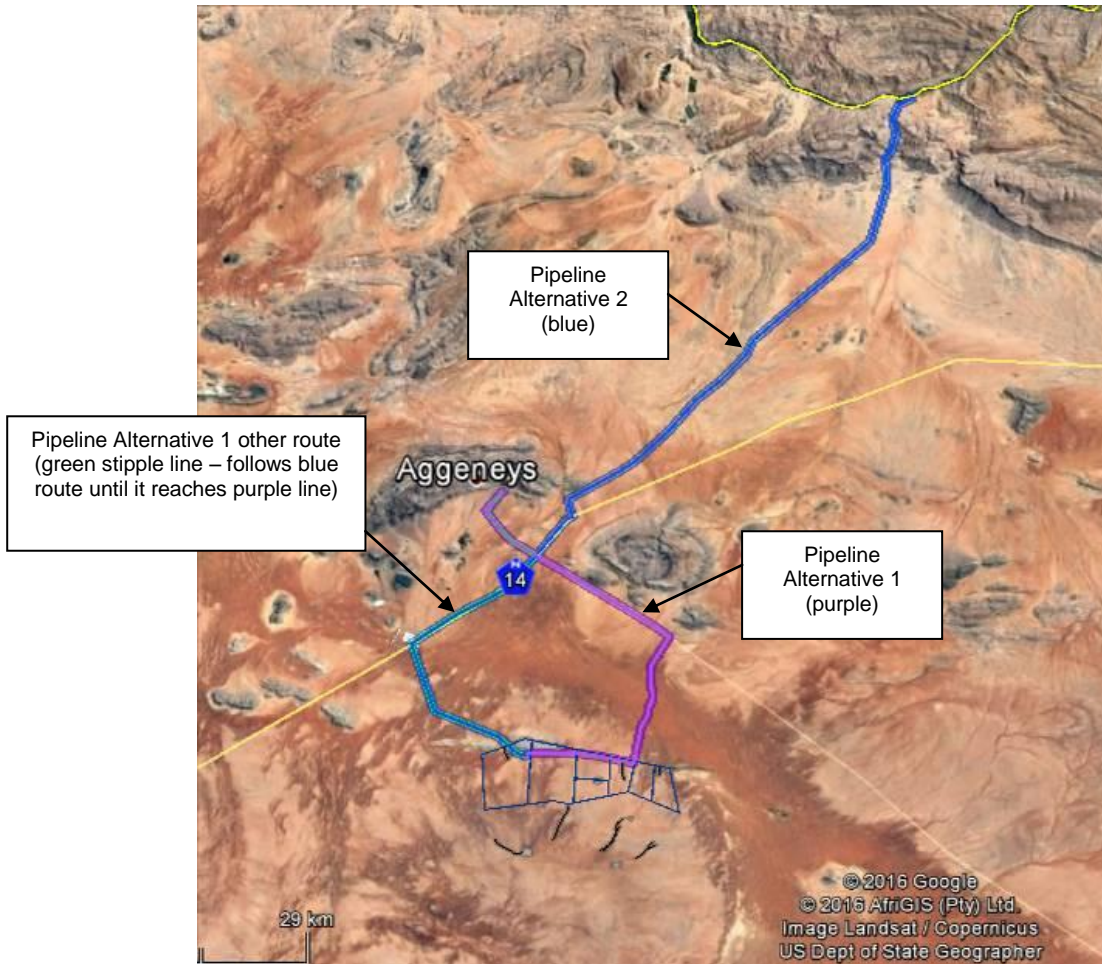 Pipeline
Alternative 2
(blue)
Pipeline Alternative 1 other route
(green stipple line – follows blue
route until it reaches purple line)
Aggeneys
14
Pipeline
Alternative 1
(purple)
29 km
© 2016 Google
© 2016 AfriGIS (Pty) Ltd.
Image Landsat / Copernicus
US Dept of State Geographer